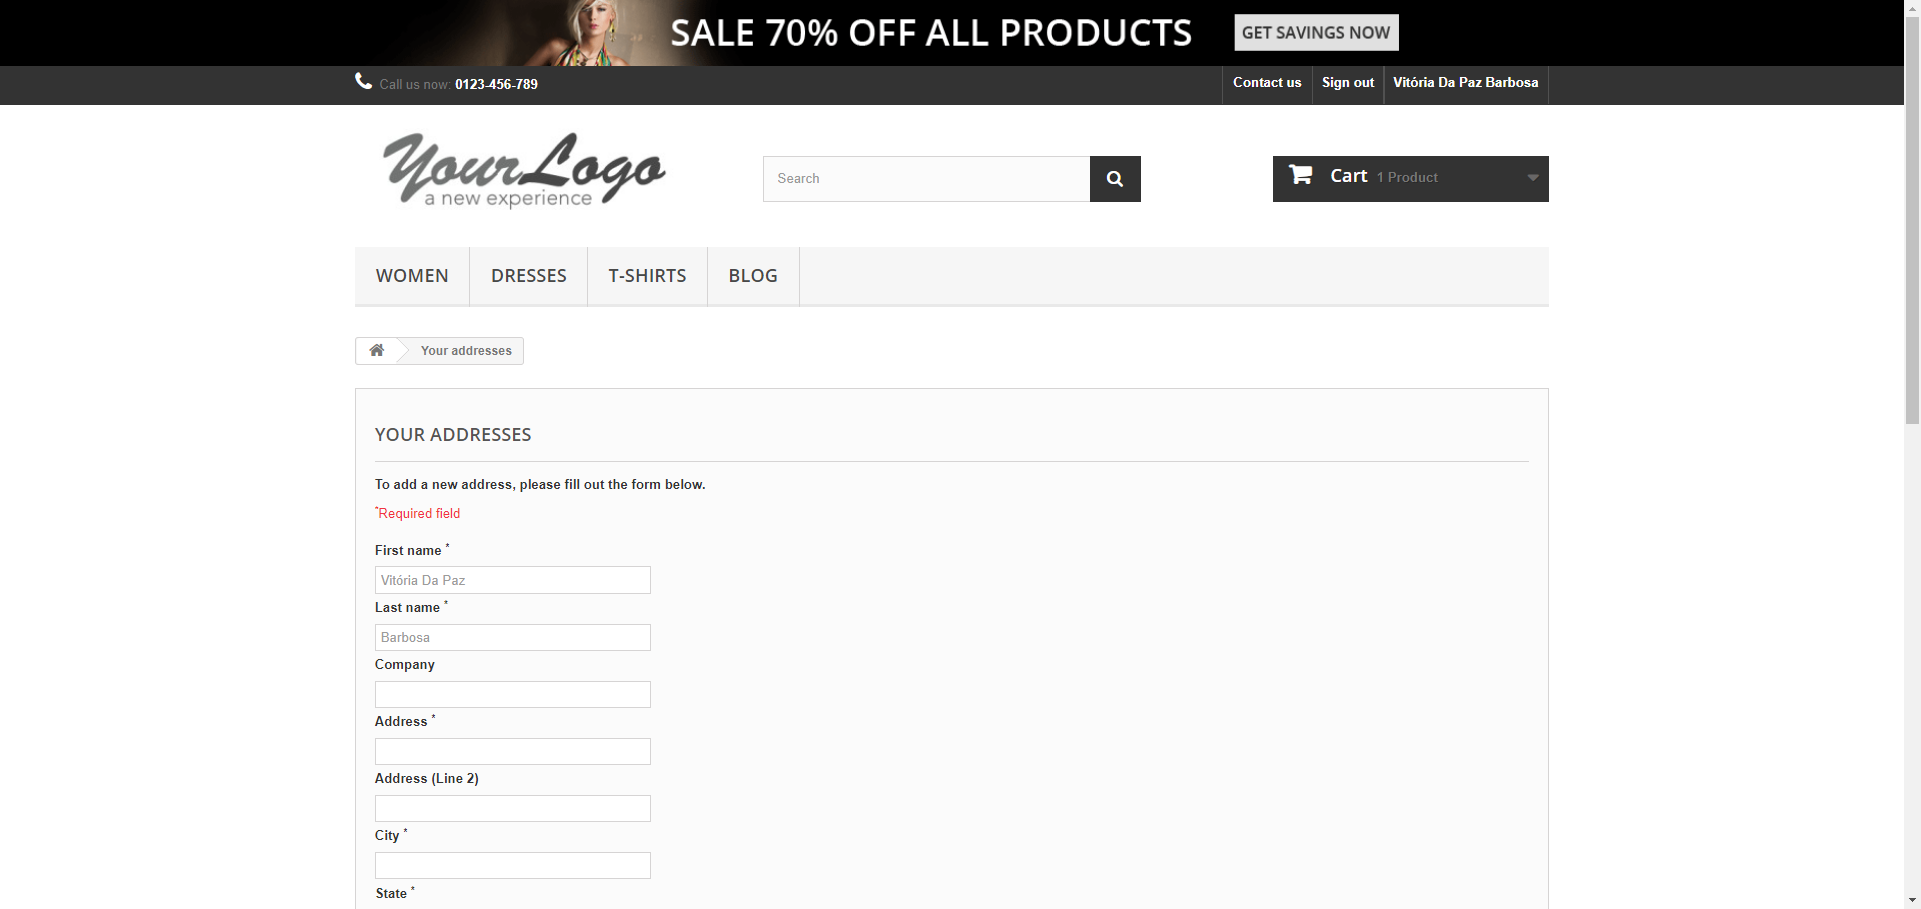 SALE 70% OFF ALL PRODUCTS GET SAVINGS NOW
Call us now: 0123-456-789 Contact us Sign out Vitória Da Paz Barbosa
YourLogo
a new experience
Search
Cart 1 Product
WOMEN DRESSES T-SHIRTS BLOG
Your addresses
YOUR ADDRESSES
To add a new address, please fill out the form below.
*Required field
First name *
Vitória Da Paz
Last name *
Barbosa
Company
Address *
Address (Line 2)
City *
State *